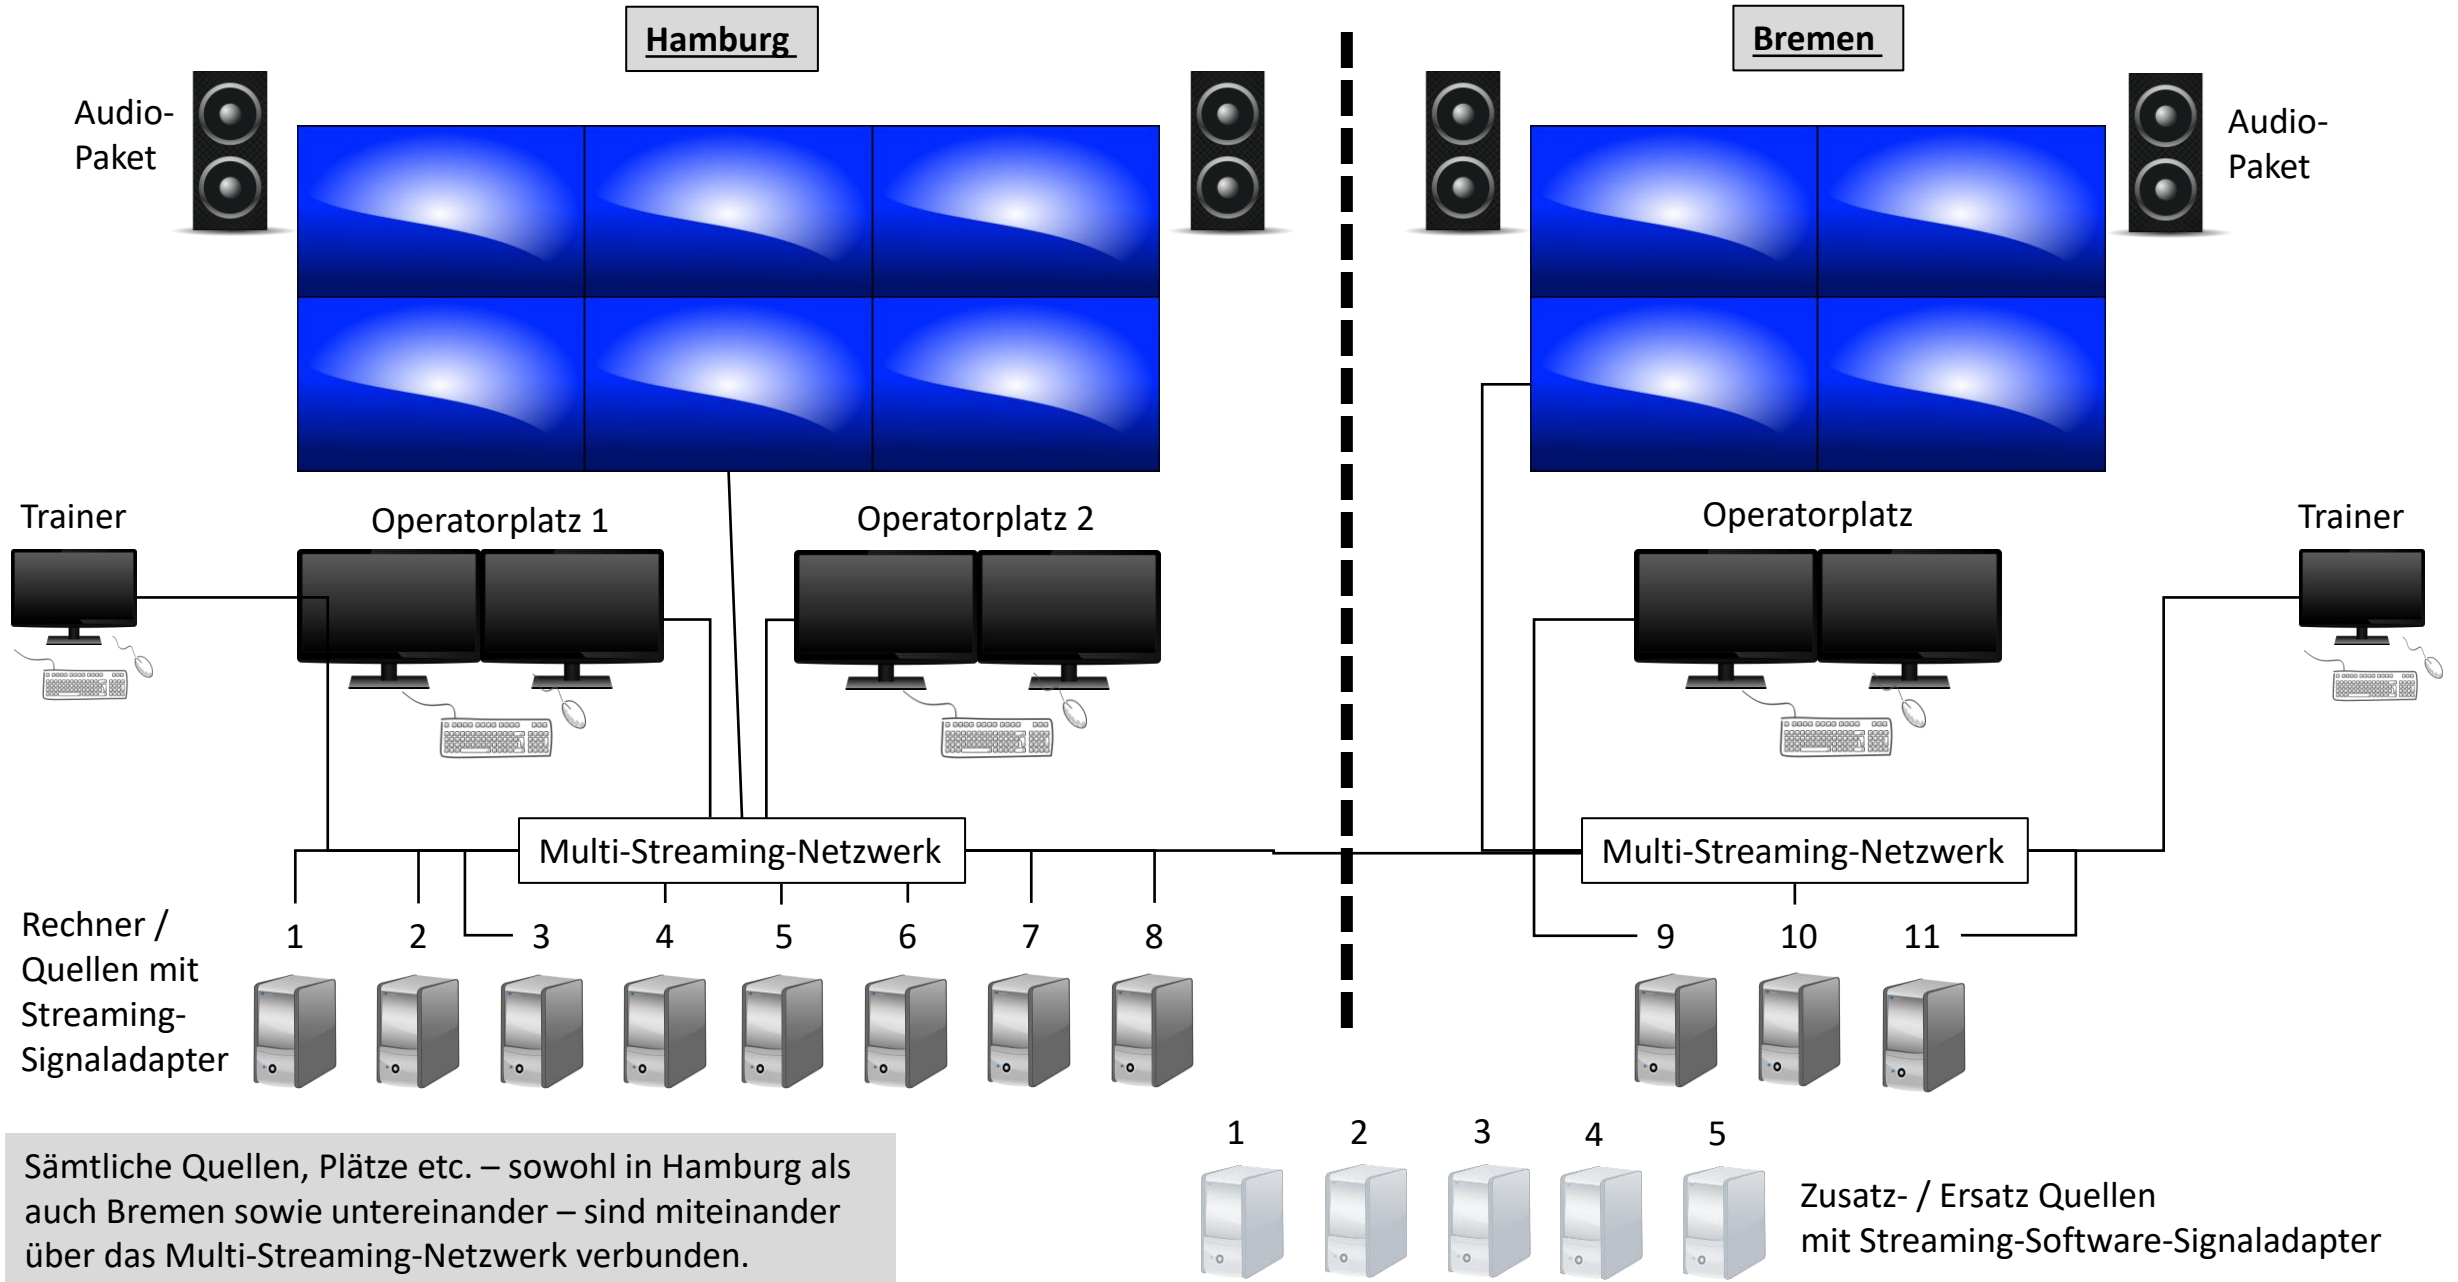 Hamburg
Bremen
Audio-
Paket
Audio-
Paket
Trainer
Operatorplatz 1
Operatorplatz 2
Operatorplatz
Trainer
Multi-Streaming-Netzwerk
Multi-Streaming-Netzwerk
Rechner /
Quellen mit
Streaming-
Signaladapter
1 2 3 4 5 6 7 8
9 10 11
1 2 3 4 5
Zusatz- / Ersatz Quellen
mit Streaming-Software-Signaladapter
Sämtliche Quellen, Plätze etc. – sowohl in Hamburg als
auch Bremen sowie untereinander – sind miteinander
über das Multi-Streaming-Netzwerk verbunden.